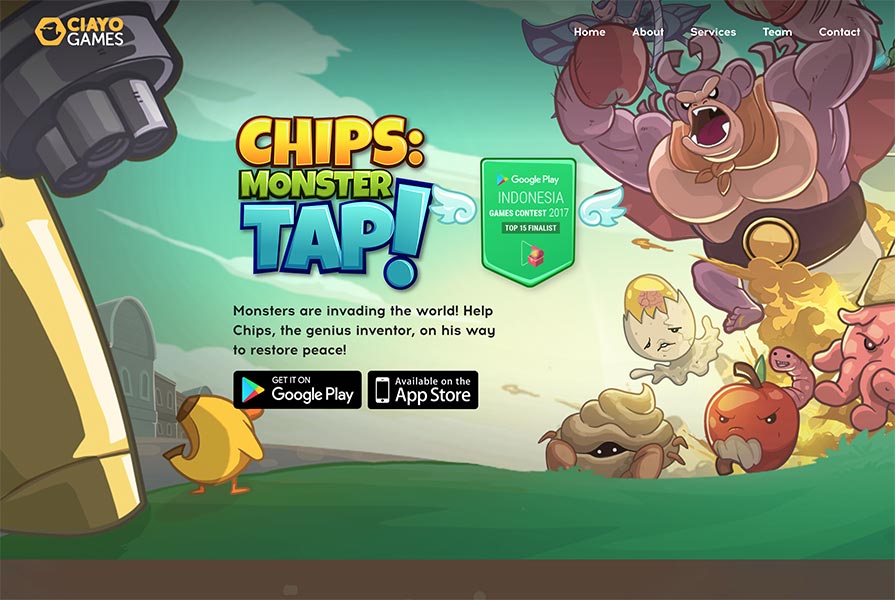 CIAYO
GAMES
Home About Services Team Contact
CHIPS:
MONSTER
TAP!
Google Play
INDONESIA
GAMES CONTEST 2017
TOP 15 FINALIST
Monsters are invading the world! Help
Chips, the genius inventor, on his way
to restore peace!
GET IT ON
Google Play
Available on the
App Store